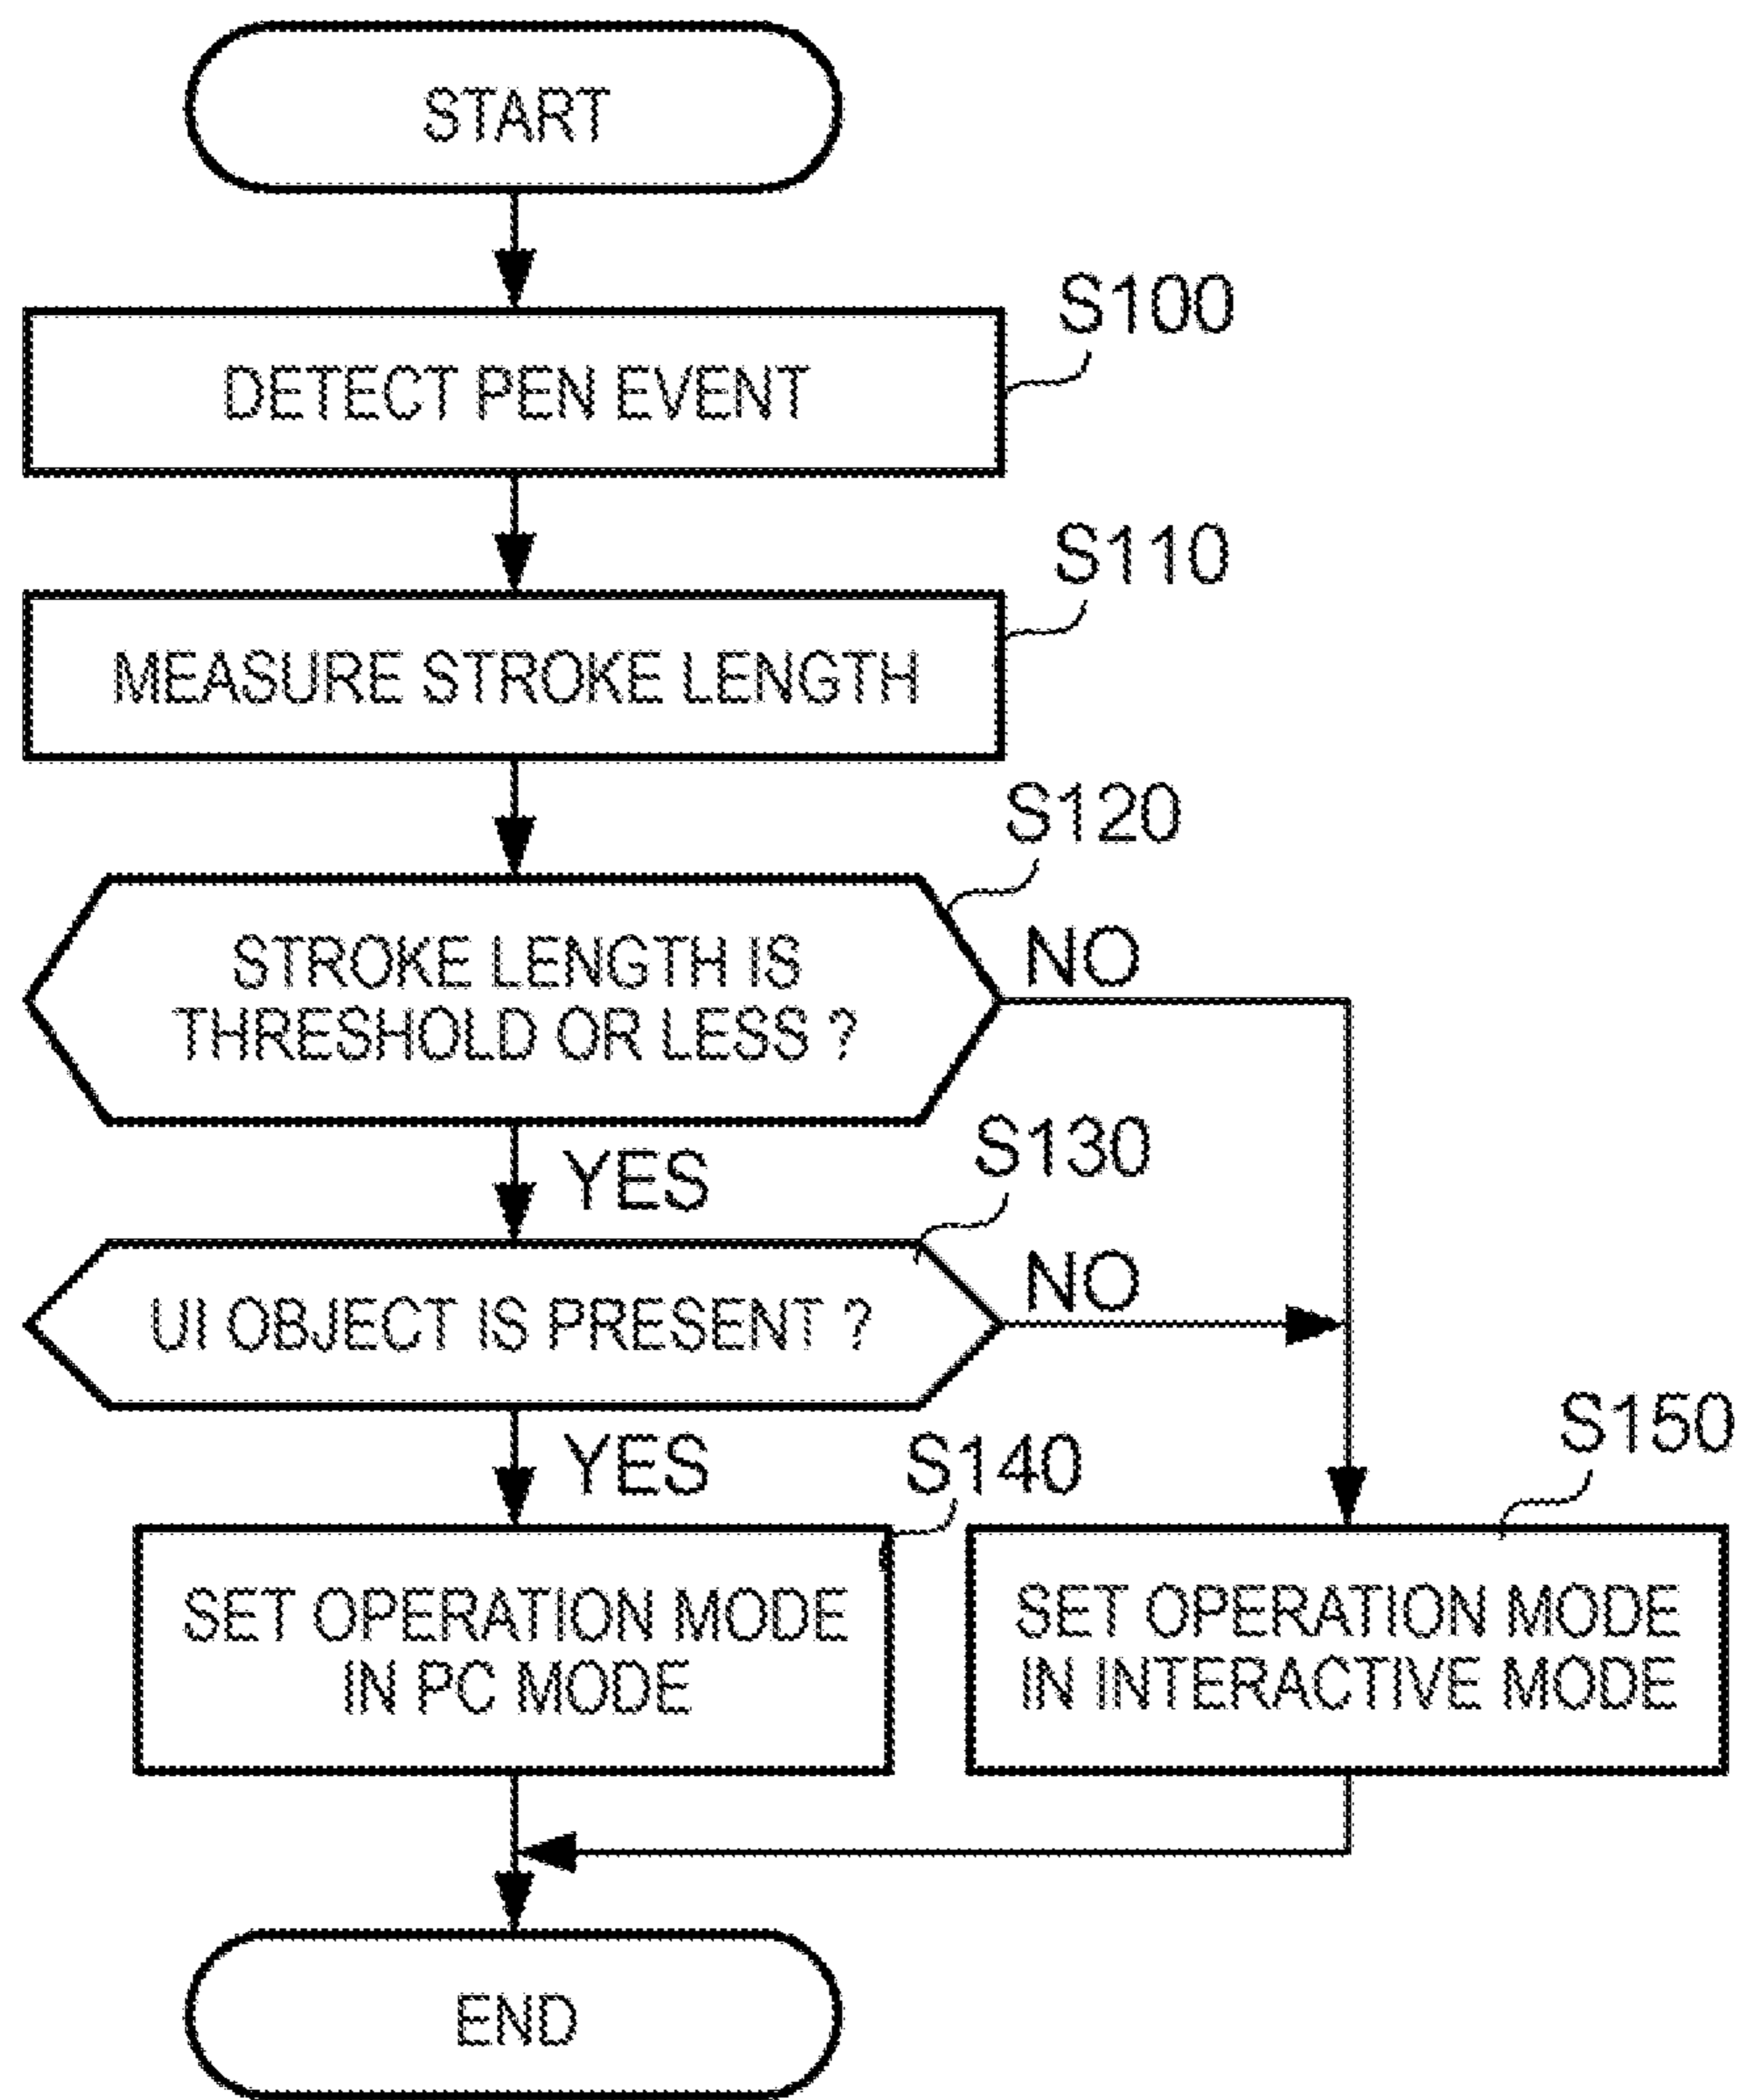 START
S100
DETECT PEN EVENT
S110
MEASURE STROKE LENGTH
S120
STROKE LENGTH IS
THRESHOLD OR LESS ?
NO
YES
S130
UI OBJECT IS PRESENT ?
NO
YES
S140
S150
SET OPERATION MODE
IN PC MODE
SET OPERATION MODE
IN INTERACTIVE MODE
END